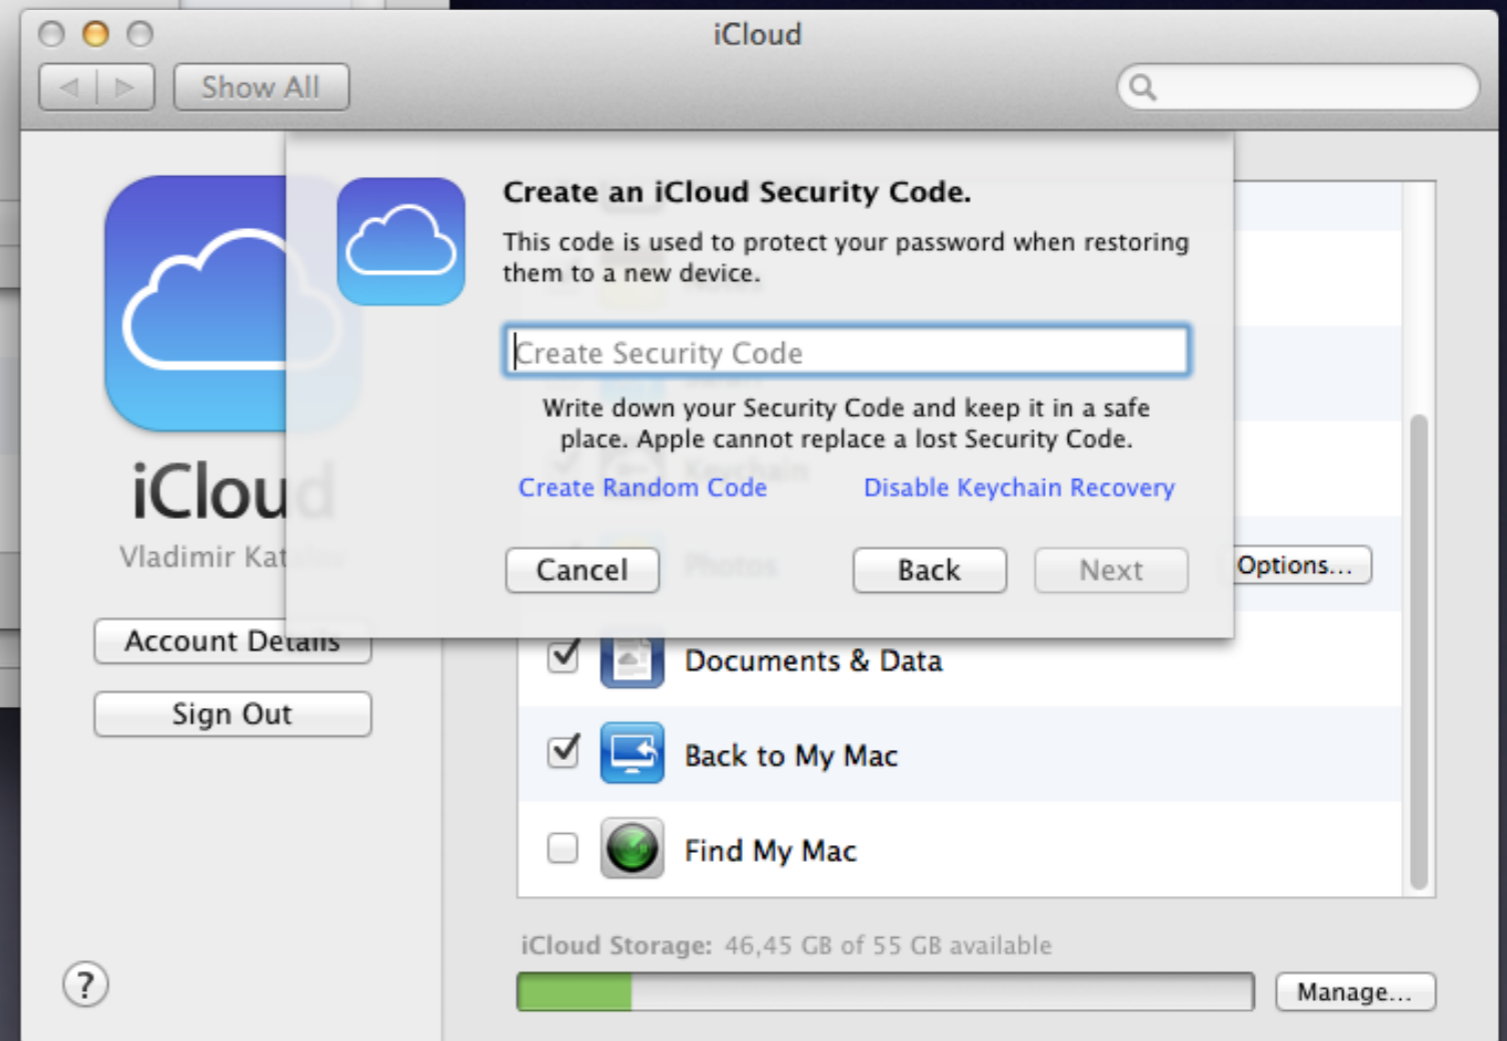 iCloud
Show All
Create an iCloud Security Code.
This code is used to protect your password when restoring
them to a new device.
Create Security Code
Write down your Security Code and keep it in a safe
place. Apple cannot replace a lost Security Code.
Create Random Code
Disable Keychain Recovery
Cancel
Back
Next
iCloud
Vladimir Katalov
Account Details
Sign Out
Keychain
Photos
Options...
Documents & Data
Back to My Mac
Find My Mac
iCloud Storage: 46,45 GB of 55 GB available
Manage...
?